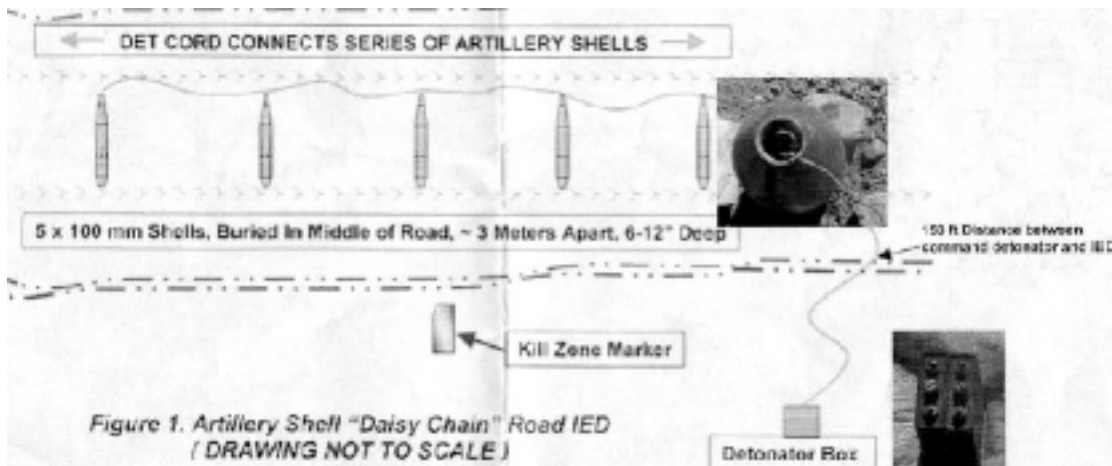 DET CORD CONNECTS SERIES OF ARTILLERY SHELLS
5 x 100 mm Shells, Buried In Middle of Road, ~ 3 Meters Apart, 6-12" Deep
150 ft Distance between
command detonator and IED
Kill Zone Marker
Figure 1. Artillery Shell "Daisy Chain" Road IED
( DRAWING NOT TO SCALE )
Detonator Box